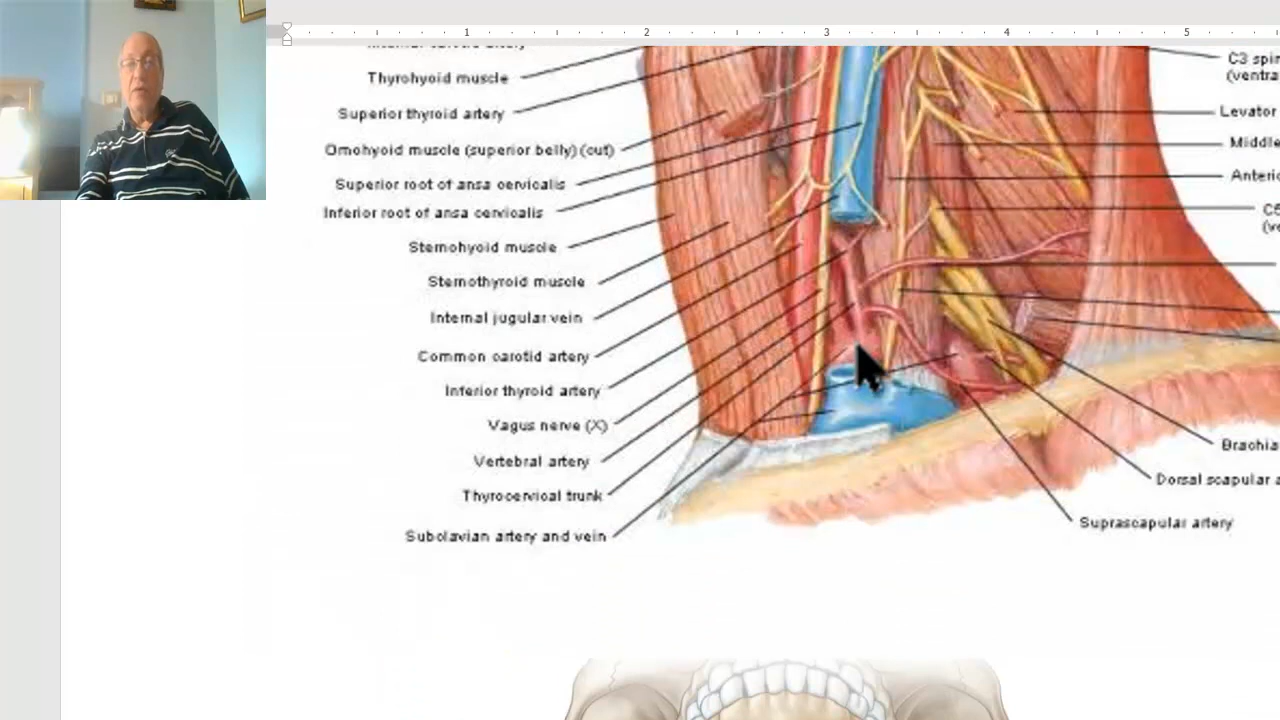 1 2 3 4 5
Thyrohyoid muscle
Superior thyroid artery
Omohyoid muscle (superior belly) (cut)
Superior root of ansa cervicalis
Inferior root of ansa cervicalis
Sternohyoid muscle
Sternothyroid muscle
Internal jugular vein
Common carotid artery
Inferior thyroid artery
Vagus nerve (X)
Vertebral artery
Thyrocervical trunk
Subclavian artery and vein
C3 spin
(ventra
Levator
Middle
Anterio
(ve
Brachia
Dorsal scapular a
Suprascapular artery